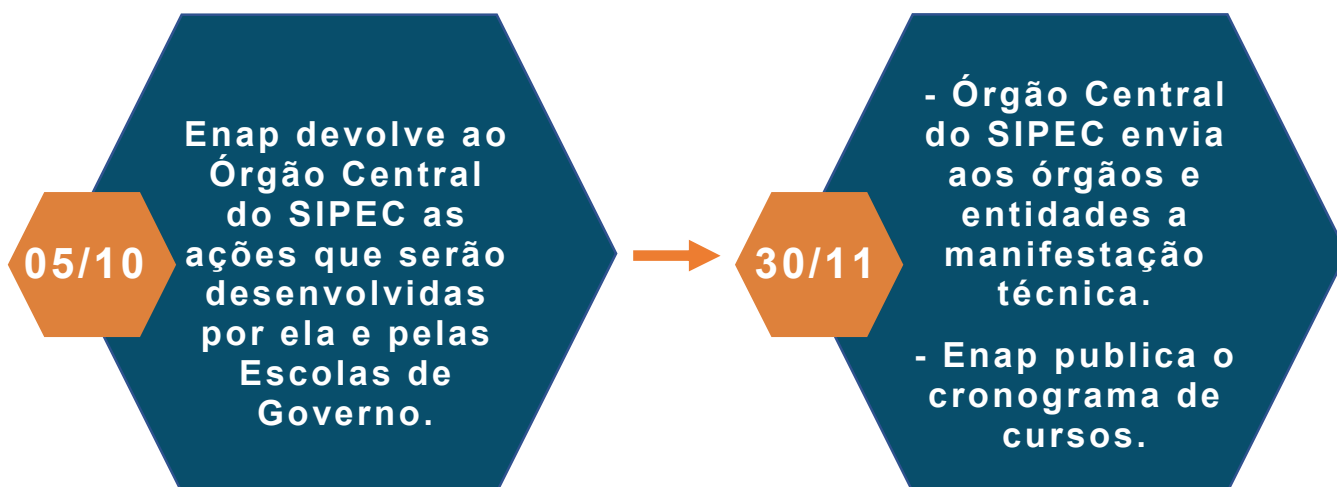 05/10
Enap devolve ao
Órgão Central
do SIPEC as
ações que serão
desenvolvidas
por ela e pelas
Escolas de
Governo.
30/11
- Órgão Central
do SIPEC envia
aos órgãos e
entidades a
manifestação
técnica.
- Enap publica o
cronograma de
cursos.